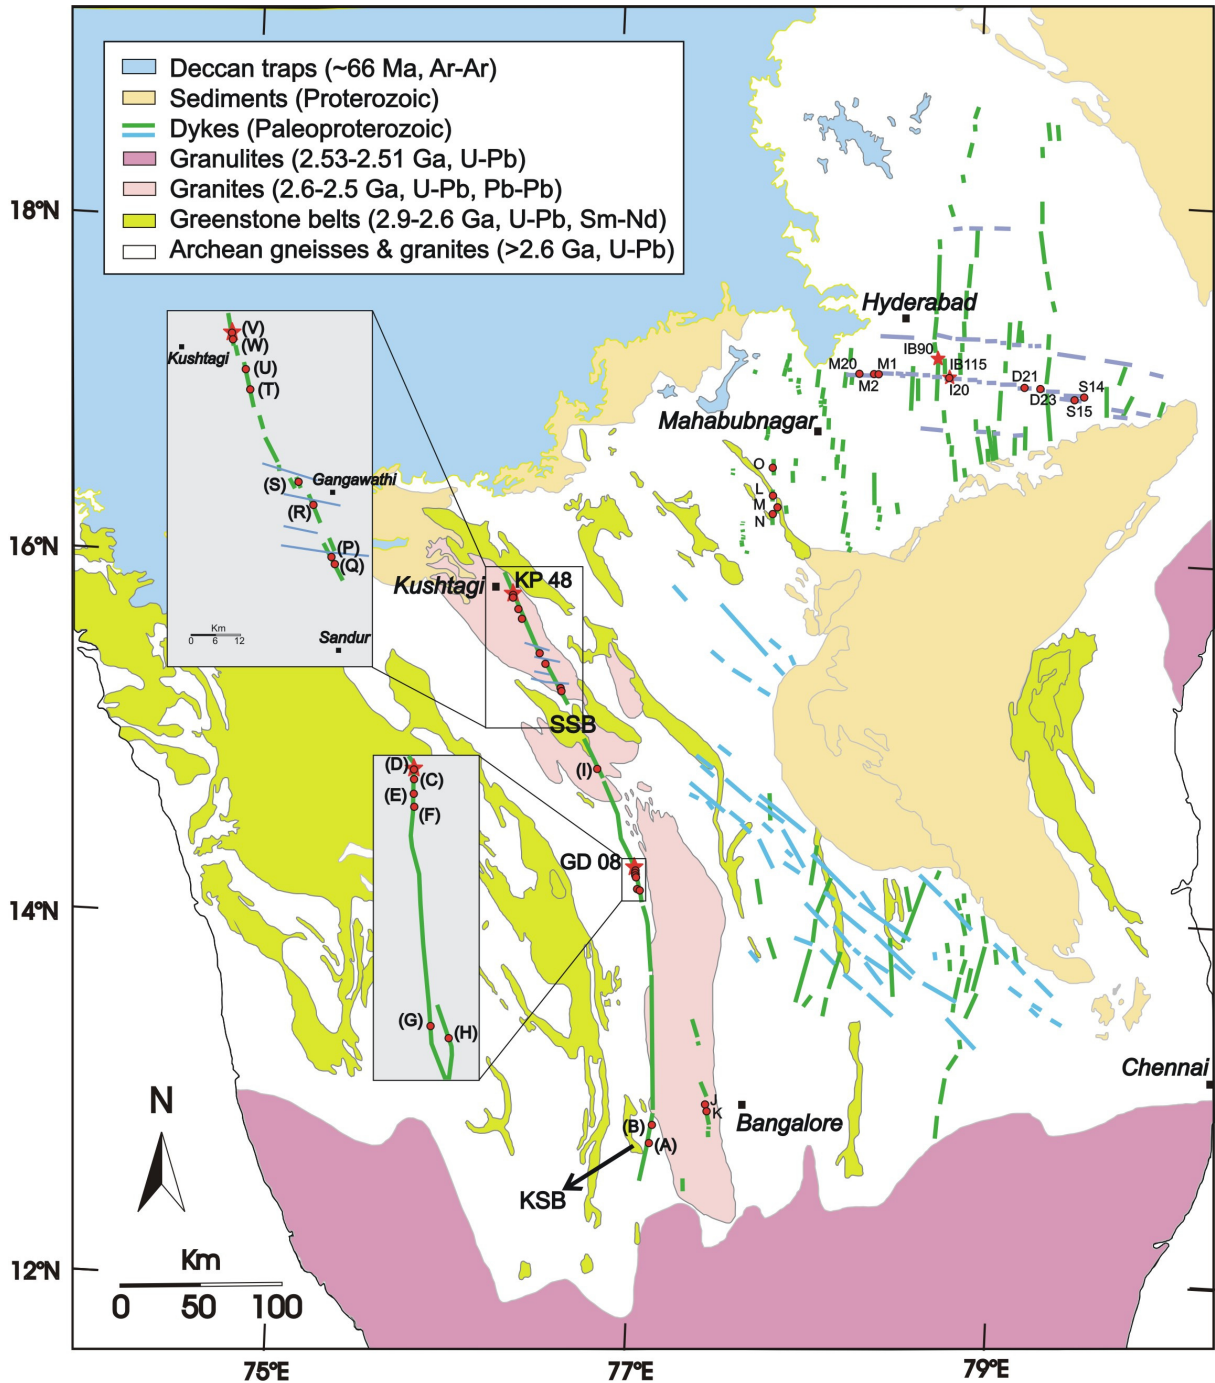 Deccan traps (~66 Ma, Ar-Ar)
Sediments (Proterozoic)
Dykes (Paleoproterozoic)
Granulites (2.53-2.51 Ga, U-Pb)
Granites (2.6-2.5 Ga, U-Pb, Pb-Pb)
Greenstone belts (2.9-2.6 Ga, U-Pb, Sm-Nd)
Archean gneisses & granites (>2.6 Ga, U-Pb)
18°N
16°N
14°N
12°N
75°E
77°E
79°E
(V)
(W)
Kushtagi
(U)
(T)
(S)
Gangawathi
(R)
(P)
(Q)
Km
0 6 12
Sandur
Hyderabad
IB90
M20
M1
IB115
M2
I20
D21
S14
D23
S15
Mahabubnagar
O
L
M
N
Kushtagi
KP 48
SSB
(I)
(D)
(C)
(E)
(F)
(G)
(H)
GD 08
Chennai
J
K
Bangalore
(B)
(A)
KSB
N
Km
0 50 100